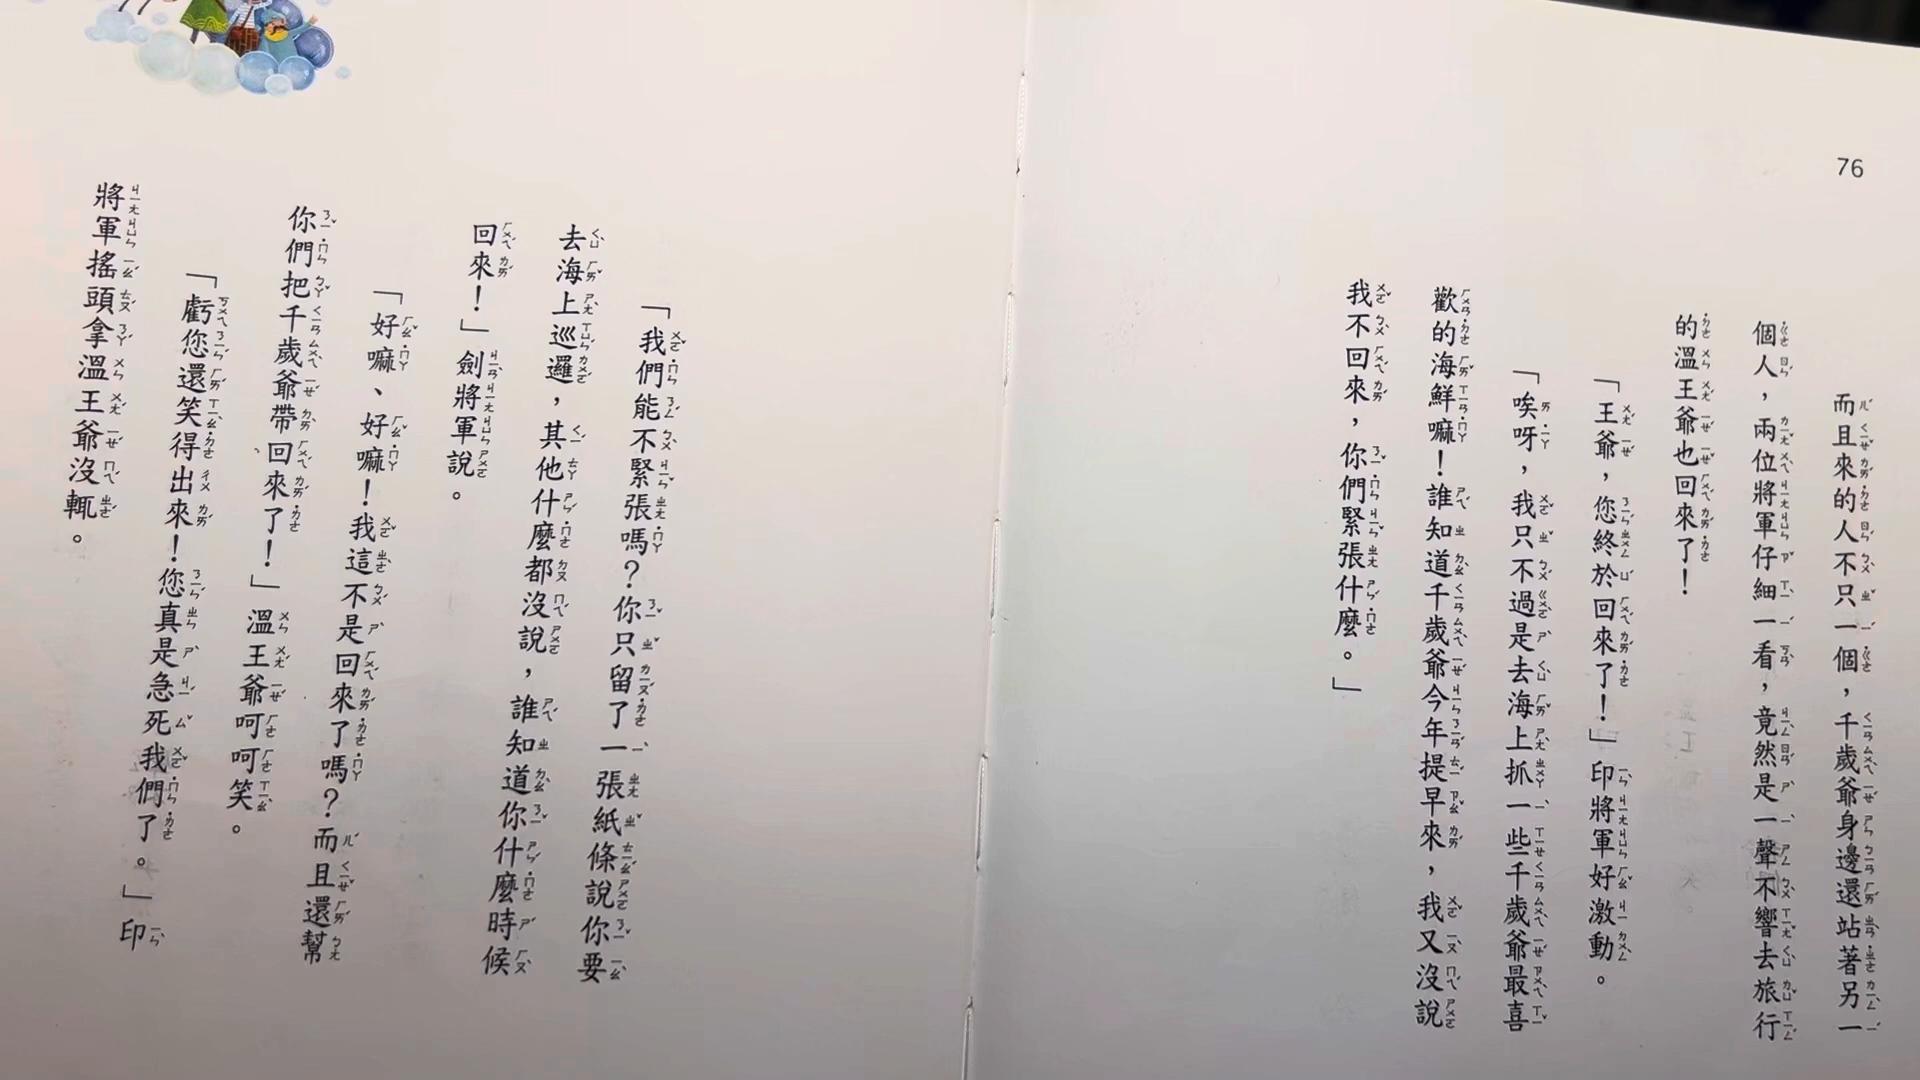 76
而且來的人不只一個，千歲爺身邊還站著另一
個人，兩位將軍仔細一看，竟然是一聲不響去旅行
的溫王爺也回來了！
「王爺，您終於回來了！」印將軍好激動。
「唉呀，我只不過是去海上抓一些千歲爺最喜
歡的海鮮嘛！誰知道千歲爺今年提早來，我又沒說
我不回來，你們緊張什麼。」
「我們能不緊張嗎？你只留了一張紙條說你要
去海上巡邏，其他什麼都沒說，誰知道你什麼時候
回來！」劍將軍說。
「好嘛、好嘛！我這不是回來了嗎？而且還幫
你們把千歲爺帶回來了！」溫王爺呵呵笑。
「虧您還笑得出來！您真是急死我們了。」印
將軍搖頭拿溫王爺沒輒。